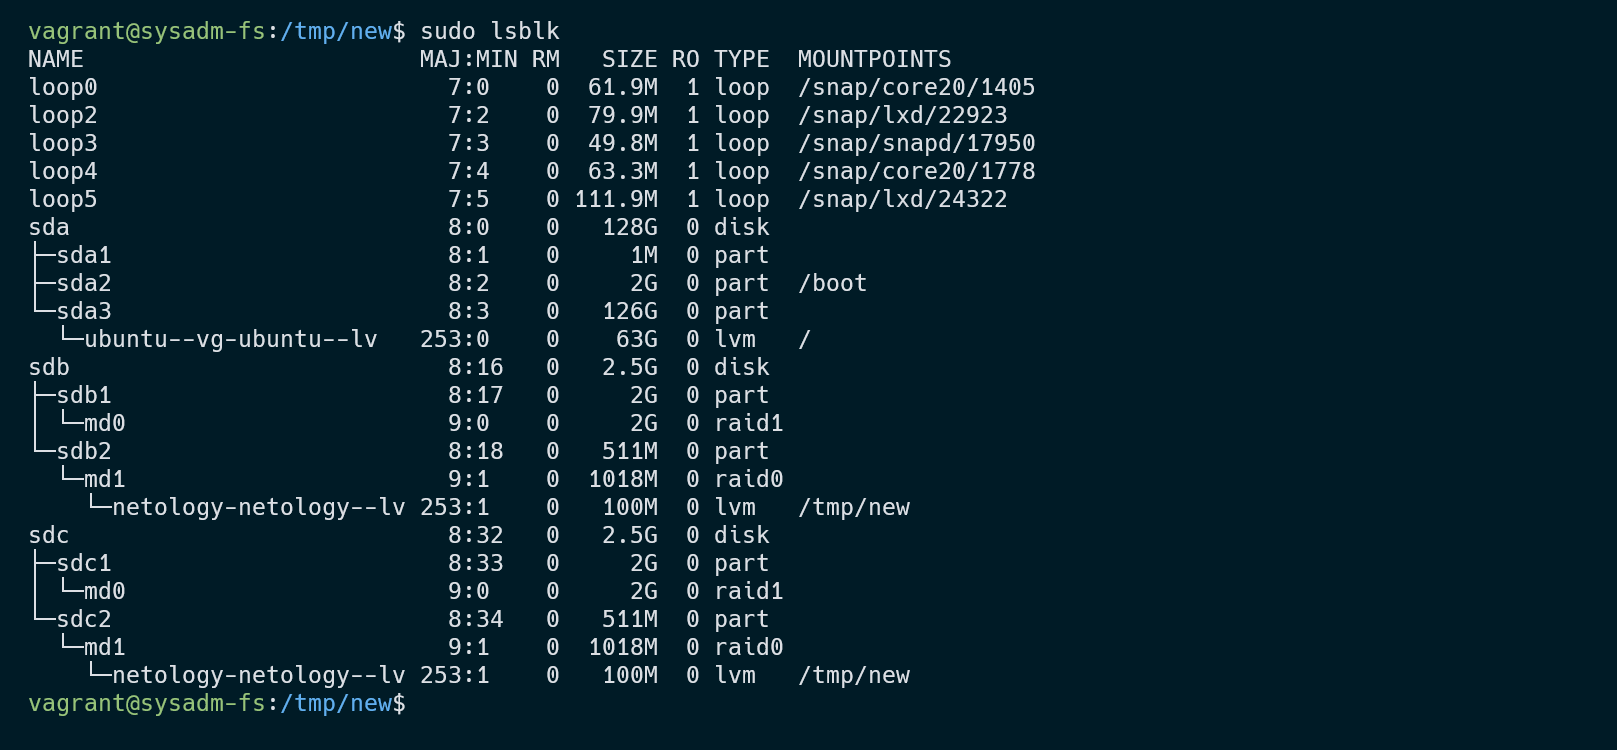 vagrant@sysadm-fs:/tmp/new$ sudo lsblk
NAME                        MAJ:MIN RM   SIZE RO TYPE  MOUNTPOINTS
loop0                         7:0    0  61.9M  1 loop  /snap/core20/1405
loop2                         7:2    0  79.9M  1 loop  /snap/lxd/22923
loop3                         7:3    0  49.8M  1 loop  /snap/snapd/17950
loop4                         7:4    0  63.3M  1 loop  /snap/core20/1778
loop5                         7:5    0 111.9M  1 loop  /snap/lxd/24322
sda                           8:0    0   128G  0 disk
├─sda1                        8:1    0     1M  0 part
├─sda2                        8:2    0     2G  0 part  /boot
└─sda3                        8:3    0   126G  0 part
  └─ubuntu--vg-ubuntu--lv   253:0    0    63G  0 lvm   /
sdb                           8:16   0   2.5G  0 disk
├─sdb1                        8:17   0     2G  0 part
│ └─md0                       9:0    0     2G  0 raid1
└─sdb2                        8:18   0   511M  0 part
  └─md1                       9:1    0  1018M  0 raid0
    └─netology-netology--lv 253:1    0   100M  0 lvm   /tmp/new
sdc                           8:32   0   2.5G  0 disk
├─sdc1                        8:33   0     2G  0 part
│ └─md0                       9:0    0     2G  0 raid1
└─sdc2                        8:34   0   511M  0 part
  └─md1                       9:1    0  1018M  0 raid0
    └─netology-netology--lv 253:1    0   100M  0 lvm   /tmp/new
vagrant@sysadm-fs:/tmp/new$